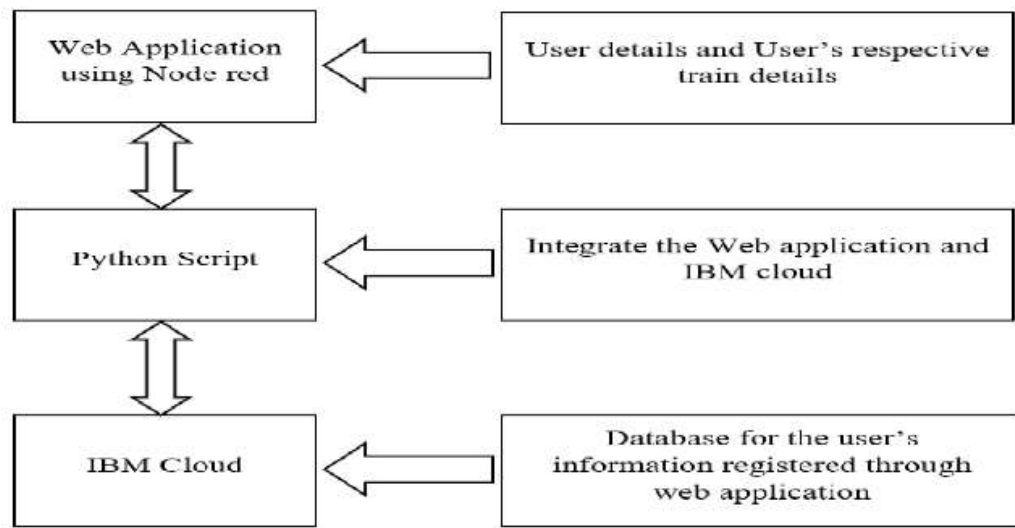 Web Application
using Node red
User details and User's respective
train details
Python Script
Integrate the Web application and
IBM cloud
IBM Cloud
Database for the user's
information registered through
web application